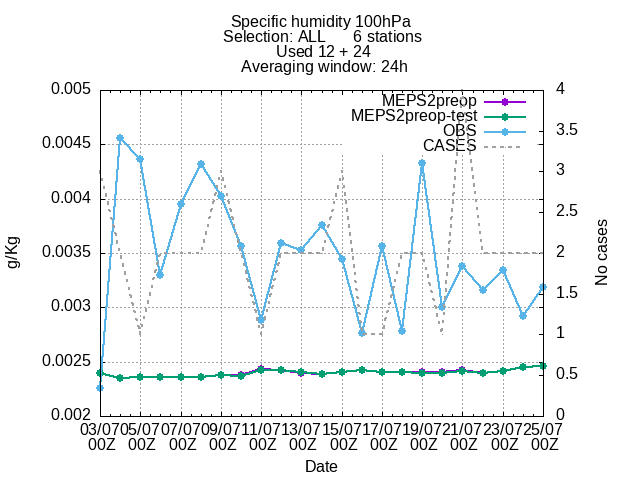 Specific humidity 100hPa
Selection: ALL 6 stations
Used 12 + 24
Averaging window: 24h
MEPS2preop
MEPS2preop-test
OBS
CASES
0.005
0.0045
0.004
0.0035
0.003
0.0025
0.002
g/Kg
4
3.5
3
2.5
2
1.5
1
0.5
0
No cases
03/07 05/07 07/07 09/07 11/07 13/07 15/07 17/07 19/07 21/07 23/07 25/07
00Z 00Z 00Z 00Z 00Z 00Z 00Z 00Z 00Z 00Z 00Z 00Z
Date